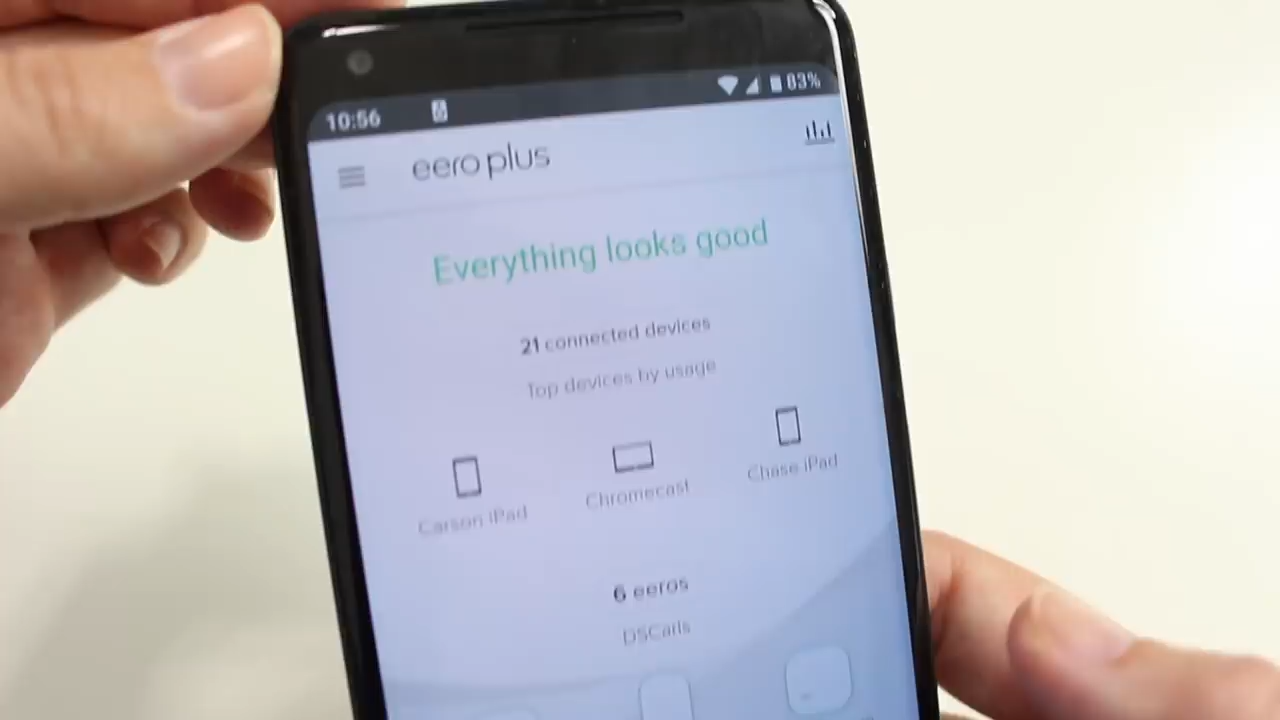 10:56 83%
eero plus
Everything looks good
21 connected devices
Top devices by usage
Carson iPad Chromecast Chase iPad
6 eeros
DSCarls